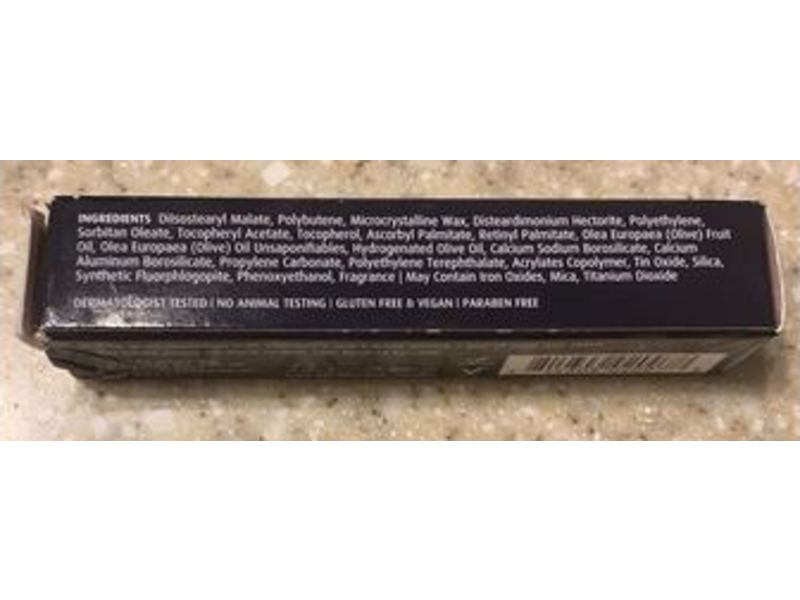 INGREDIENTS Diisostearyl Malate, Polybutene, Microcrystalline Wax, Disteardimonium Hectorite, Polyethylene,
Sorbitan Oleate, Tocopheryl Acetate, Tocopherol, Ascorbyl Palmitate, Retinyl Palmitate, Olea Europaea (Olive) Fruit
Oil, Olea Europaea (Olive) Oil Unsaponifiables, Hydrogenated Olive Oil, Calcium Sodium Borosilicate, Calcium
Aluminum Borosilicate, Propylene Carbonate, Polyethylene Terephthalate, Acrylates Copolymer, Tin Oxide, Silica,
Synthetic Fluorphlogopite, Phenoxyethanol, Fragrance | May Contain Iron Oxides, Mica, Titanium Dioxide
DERMATOLOGIST TESTED | NO ANIMAL TESTING | GLUTEN FREE & VEGAN | PARABEN FREE